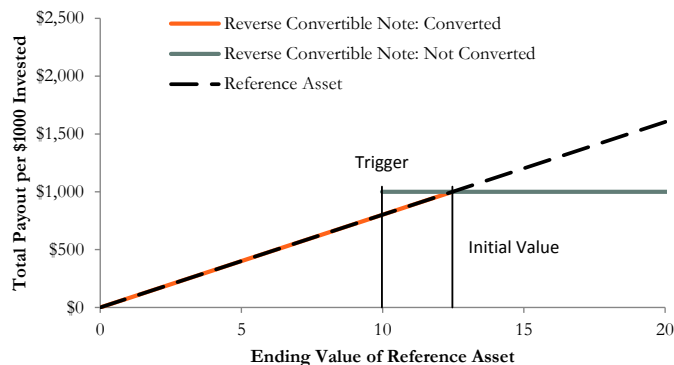 Total Payout per $1000 Invested
$2,500
$2,000
$1,500
$1,000
$500
$0
Reverse Convertible Note: Converted
Reverse Convertible Note: Not Converted
Reference Asset
Trigger
Initial Value
0
5
10
15
20
Ending Value of Reference Asset